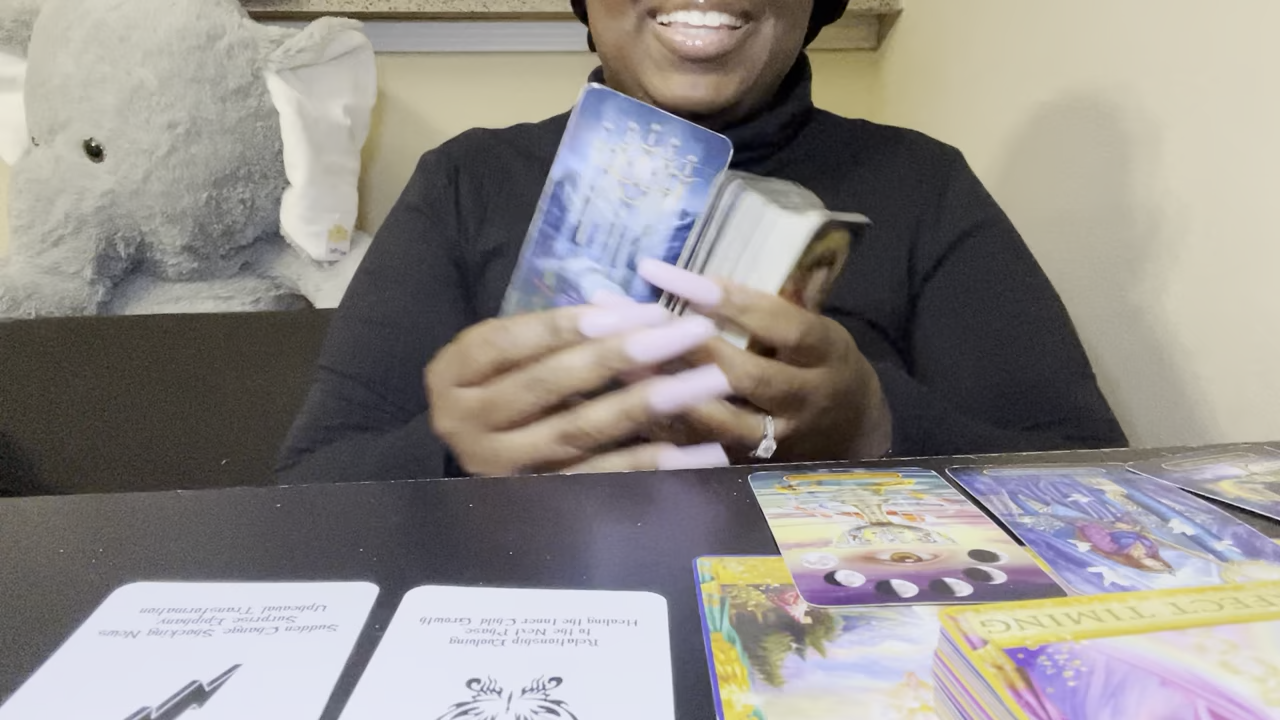 Sudden Change, Shocking News
Surprise, Epiphany,
Upheaval Transformation
Relationship Evolving
to the Next Phase
Healing the Inner Child Growth
FECT TIMING